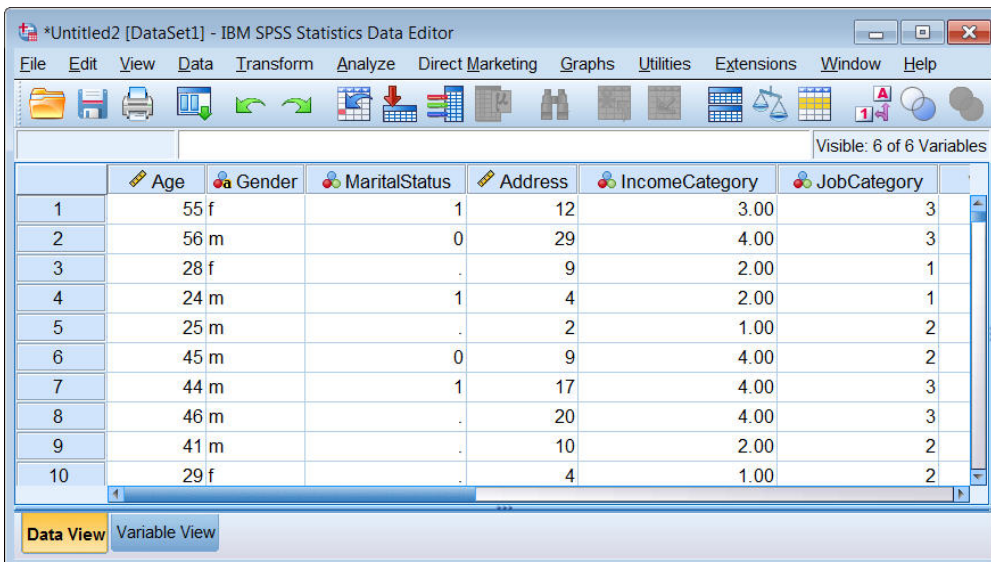 *Untitled2 [DataSet1] - IBM SPSS Statistics Data Editor
File Edit View Data Transform Analyze Direct Marketing Graphs Utilities Extensions Window Help
Visible: 6 of 6 Variables
Age Gender MaritalStatus Address IncomeCategory JobCategory
1 55 f 1 12 3.00 3
2 56 m 0 29 4.00 3
3 28 f . 9 2.00 1
4 24 m 1 4 2.00 1
5 25 m . 2 1.00 2
6 45 m 0 9 4.00 2
7 44 m 1 17 4.00 3
8 46 m . 20 4.00 3
9 41 m . 10 2.00 2
10 29 f . 4 1.00 2
Data View Variable View